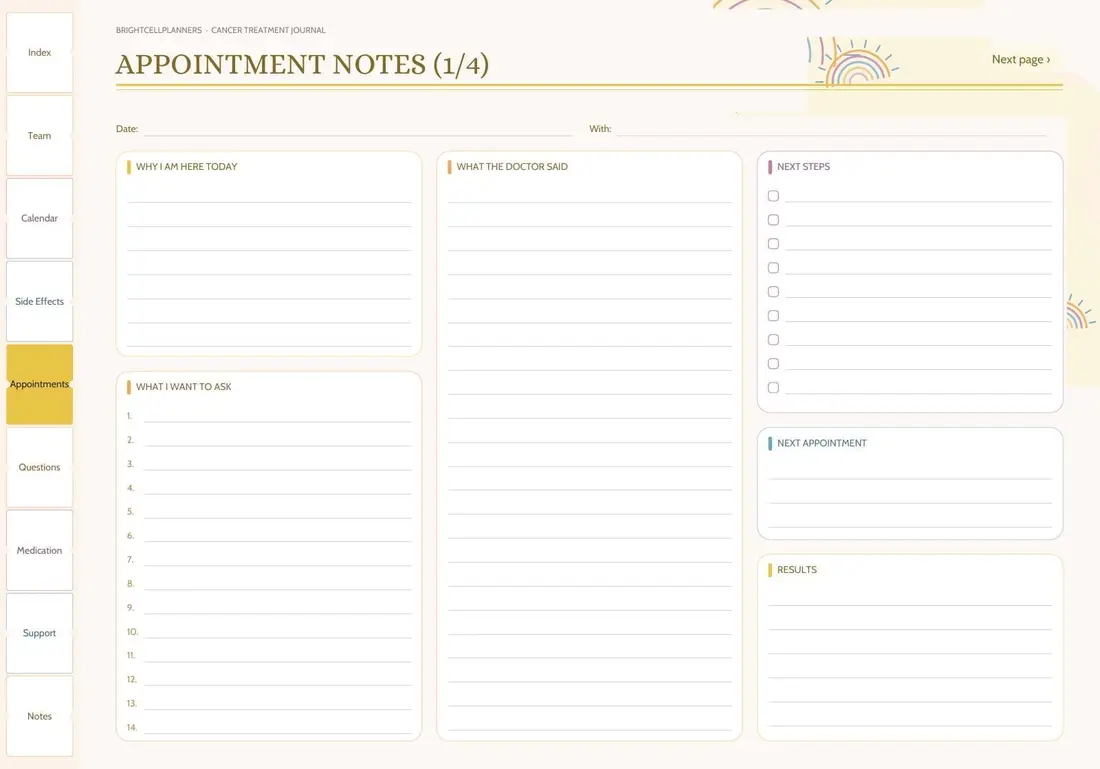 Index
Team
Calendar
Side Effects
Appointments
Questions
Medication
Support
Notes
BRIGHTCELLPLANNERS · CANCER TREATMENT JOURNAL
APPOINTMENT NOTES (1/4)
Next page ›
Date:
With:
WHY I AM HERE TODAY
WHAT I WANT TO ASK
1.
2.
3.
4.
5.
6.
7.
8.
9.
10.
11.
12.
13.
14.
WHAT THE DOCTOR SAID
NEXT STEPS
NEXT APPOINTMENT
RESULTS